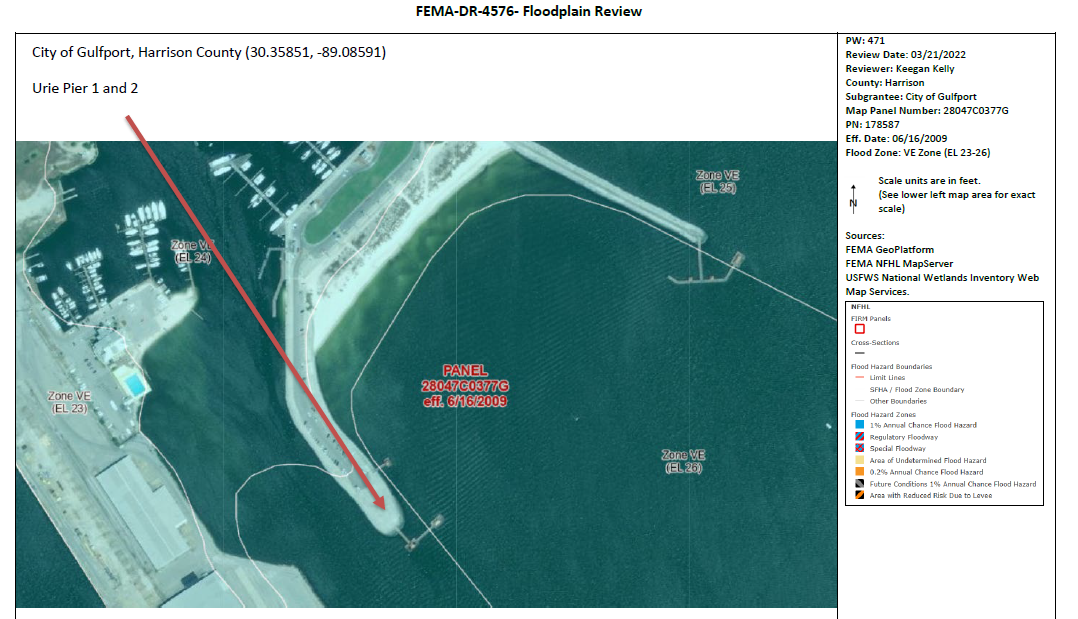 FEMA-DR-4576- Floodplain Review
City of Gulfport, Harrison County (30.35851, -89.08591)
Urie Pier 1 and 2
Zone VE
(EL 25)
Zone VE
(EL 24)
PANEL
28047C0377G
eff. 6/16/2009
Zone VE
(EL 23)
Zone VE
(EL 26)
PW: 471
Review Date: 03/21/2022
Reviewer: Keegan Kelly
County: Harrison
Subgrantee: City of Gulfport
Map Panel Number: 28047C0377G
PN: 178587
Eff. Date: 06/16/2009
Flood Zone: VE Zone (EL 23-26)
N
Scale units are in feet.
(See lower left map area for exact
scale)
Sources:
FEMA GeoPlatform
FEMA NFHL MapServer
USFWS National Wetlands Inventory Web
Map Services.
NFHL
FIRM Panels
Cross-Sections
Flood Hazard Boundaries
Limit Lines
SFHA / Flood Zone Boundary
Other Boundaries
Flood Hazard Zones
1% Annual Chance Flood Hazard
Regulatory Floodway
Special Floodway
Area of Undetermined Flood Hazard
0.2% Annual Chance Flood Hazard
Future Conditions 1% Annual Chance Flood Hazard
Area with Reduced Risk Due to Levee